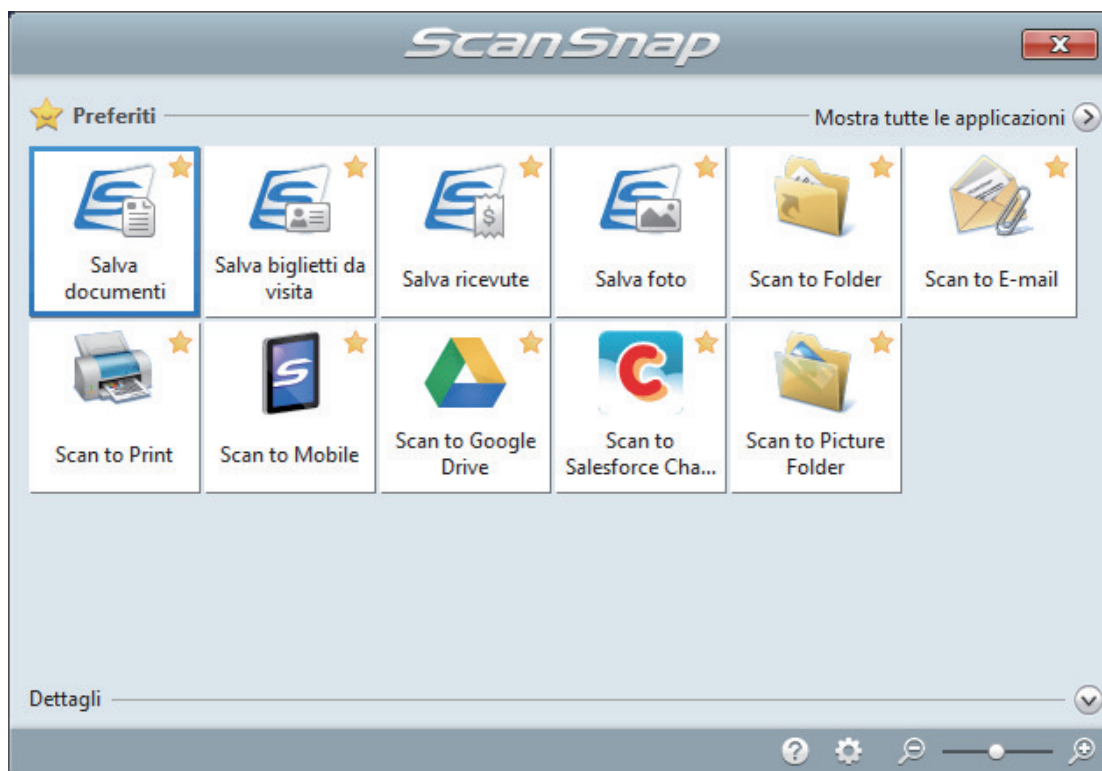 ScanSnap
Preferiti
Mostra tutte le applicazioni
Salva
documenti
Salva biglietti da
visita
Salva ricevute
Salva foto
Scan to Folder
Scan to E-mail
Scan to Print
Scan to Mobile
Scan to Google
Drive
Scan to
Salesforce Cha...
Scan to Picture
Folder
Dettagli